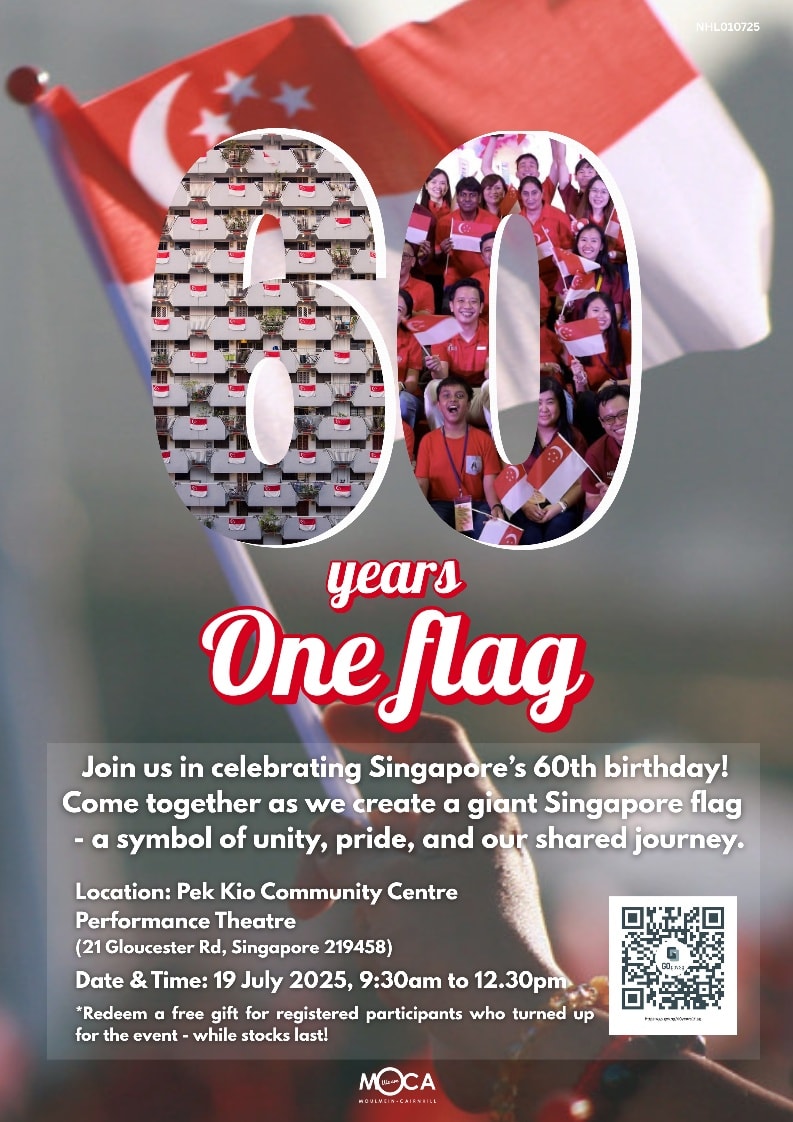 NHL010725
60
years
One flag
Join us in celebrating Singapore's 60th birthday!
Come together as we create a giant Singapore flag
- a symbol of unity, pride, and our shared journey.
Location: Pek Kio Community Centre
Performance Theatre
(21 Gloucester Rd, Singapore 219458)
Date & Time: 19 July 2025, 9:30am to 12.30pm
*Redeem a free gift for registered participants who turned up
for the event - while stocks last!
MOCA
MOULMEIN-CAIRNHILL